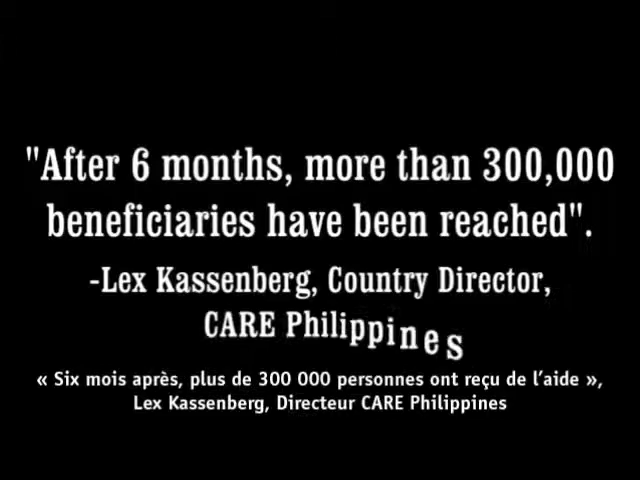 "After 6 months, more than 300,000
beneficiaries have been reached".
-Lex Kassenberg, Country Director,
CARE Philippines
« Six mois après, plus de 300 000 personnes ont reçu de l'aide »,
Lex Kassenberg, Directeur CARE Philippines